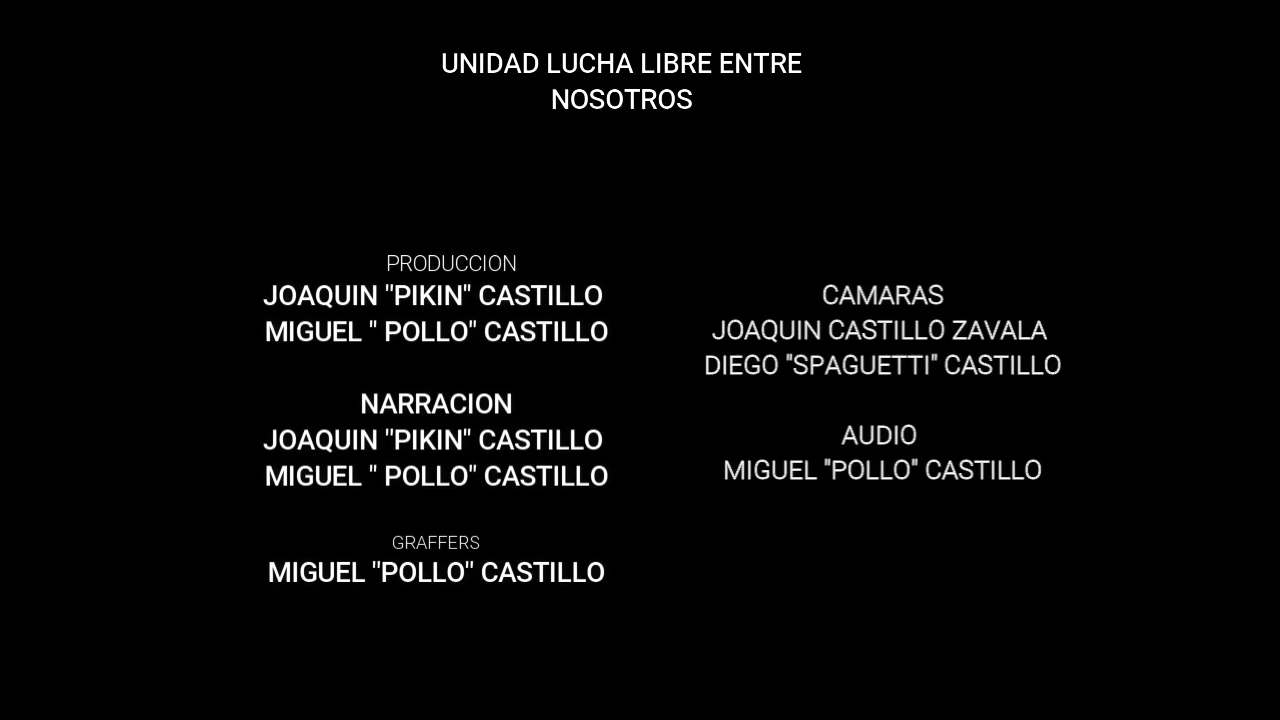 UNIDAD LUCHA LIBRE ENTRE
NOSOTROS
PRODUCCION
JOAQUIN "PIKIN" CASTILLO
MIGUEL " POLLO" CASTILLO
NARRACION
JOAQUIN "PIKIN" CASTILLO
MIGUEL " POLLO" CASTILLO
GRAFFERS
MIGUEL "POLLO" CASTILLO
CAMARAS
JOAQUIN CASTILLO ZAVALA
DIEGO "SPAGUETTI" CASTILLO
AUDIO
MIGUEL "POLLO" CASTILLO